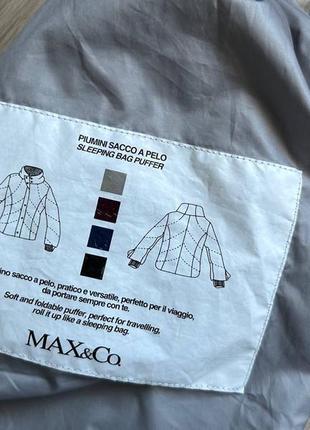 PIUMINI SACCO A PELO
SLEEPING BAG PUFFER
sacco a pelo, pratico e versatile, perfetto per il viaggio,
da portare sempre con te.
Soft and foldable puffer, perfect for travelling,
roll it up like a sleeping bag.
MAX&Co.